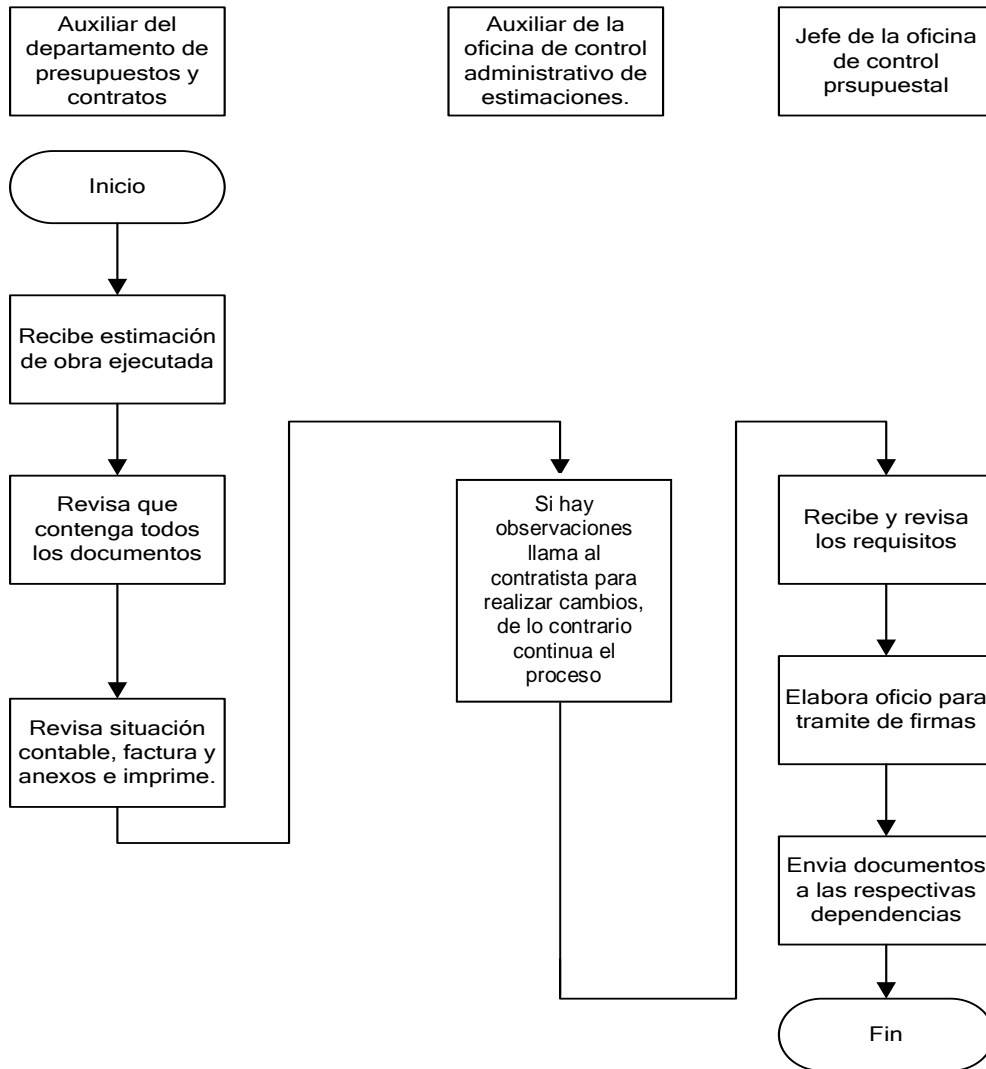 Auxiliar del
departamento de
presupuestos y
contratos
Auxiliar de la
oficina de control
administrativo de
estimaciones.
Jefe de la oficina
de control
prsupuestal
Inicio
Recibe estimación
de obra ejecutada
Revisa que
contenga todos
los documentos
Revisa situación
contable, factura y
anexos e imprime.
Si hay
observaciones
llama al
contratista para
realizar cambios,
de lo contrario
continua el
proceso
Recibe y revisa
los requisitos
Elabora oficio para
tramite de firmas
Envia documentos
a las respectivas
dependencias
Fin